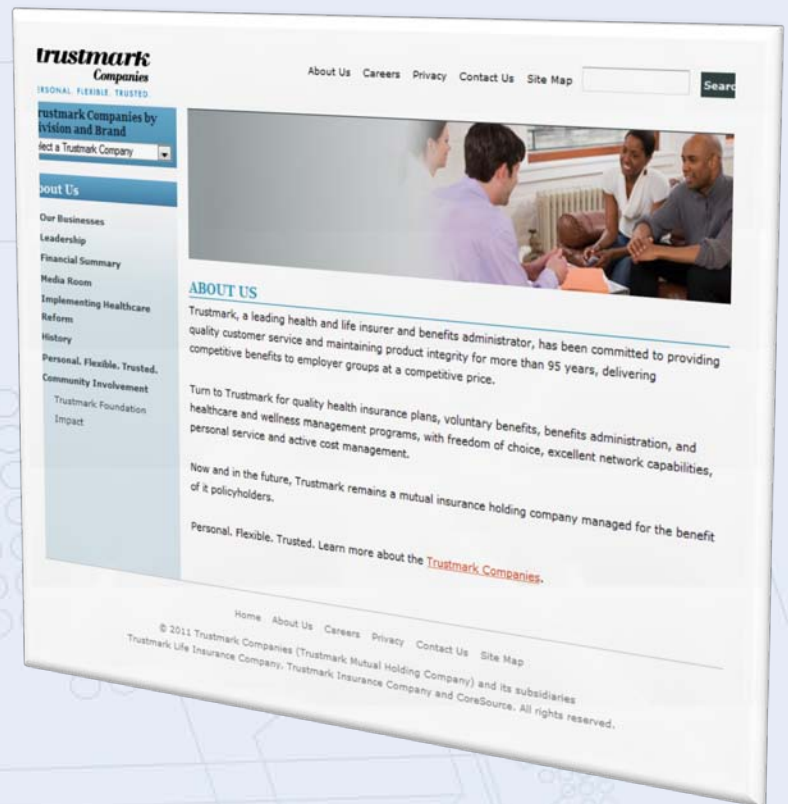 trustmark
Companies
PERSONAL. FLEXIBLE. TRUSTED.
About Us Careers Privacy Contact Us Site Map
Searc
rustmark Companies by
ivision and Brand
elect a Trustmark Company
bout Us
Our Businesses
Leadership
Financial Summary
Media Room
Implementing Healthcare
Reform
History
Personal. Flexible. Trusted.
Community Involvement
Trustmark Foundation
Impact
ABOUT US
Trustmark, a leading health and life insurer and benefits administrator, has been committed to providing
quality customer service and maintaining product integrity for more than 95 years, delivering
competitive benefits to employer groups at a competitive price.
Turn to Trustmark for quality health insurance plans, voluntary benefits, benefits administration, and
healthcare and wellness management programs, with freedom of choice, excellent network capabilities,
personal service and active cost management.
Now and in the future, Trustmark remains a mutual insurance holding company managed for the benefit
of it policyholders.
Personal. Flexible. Trusted. Learn more about the Trustmark Companies.
Home About Us Careers Privacy Contact Us Site Map
© 2011 Trustmark Companies (Trustmark Mutual Holding Company) and its subsidiaries
Trustmark Life Insurance Company, Trustmark Insurance Company and CoreSource. All rights reserved.